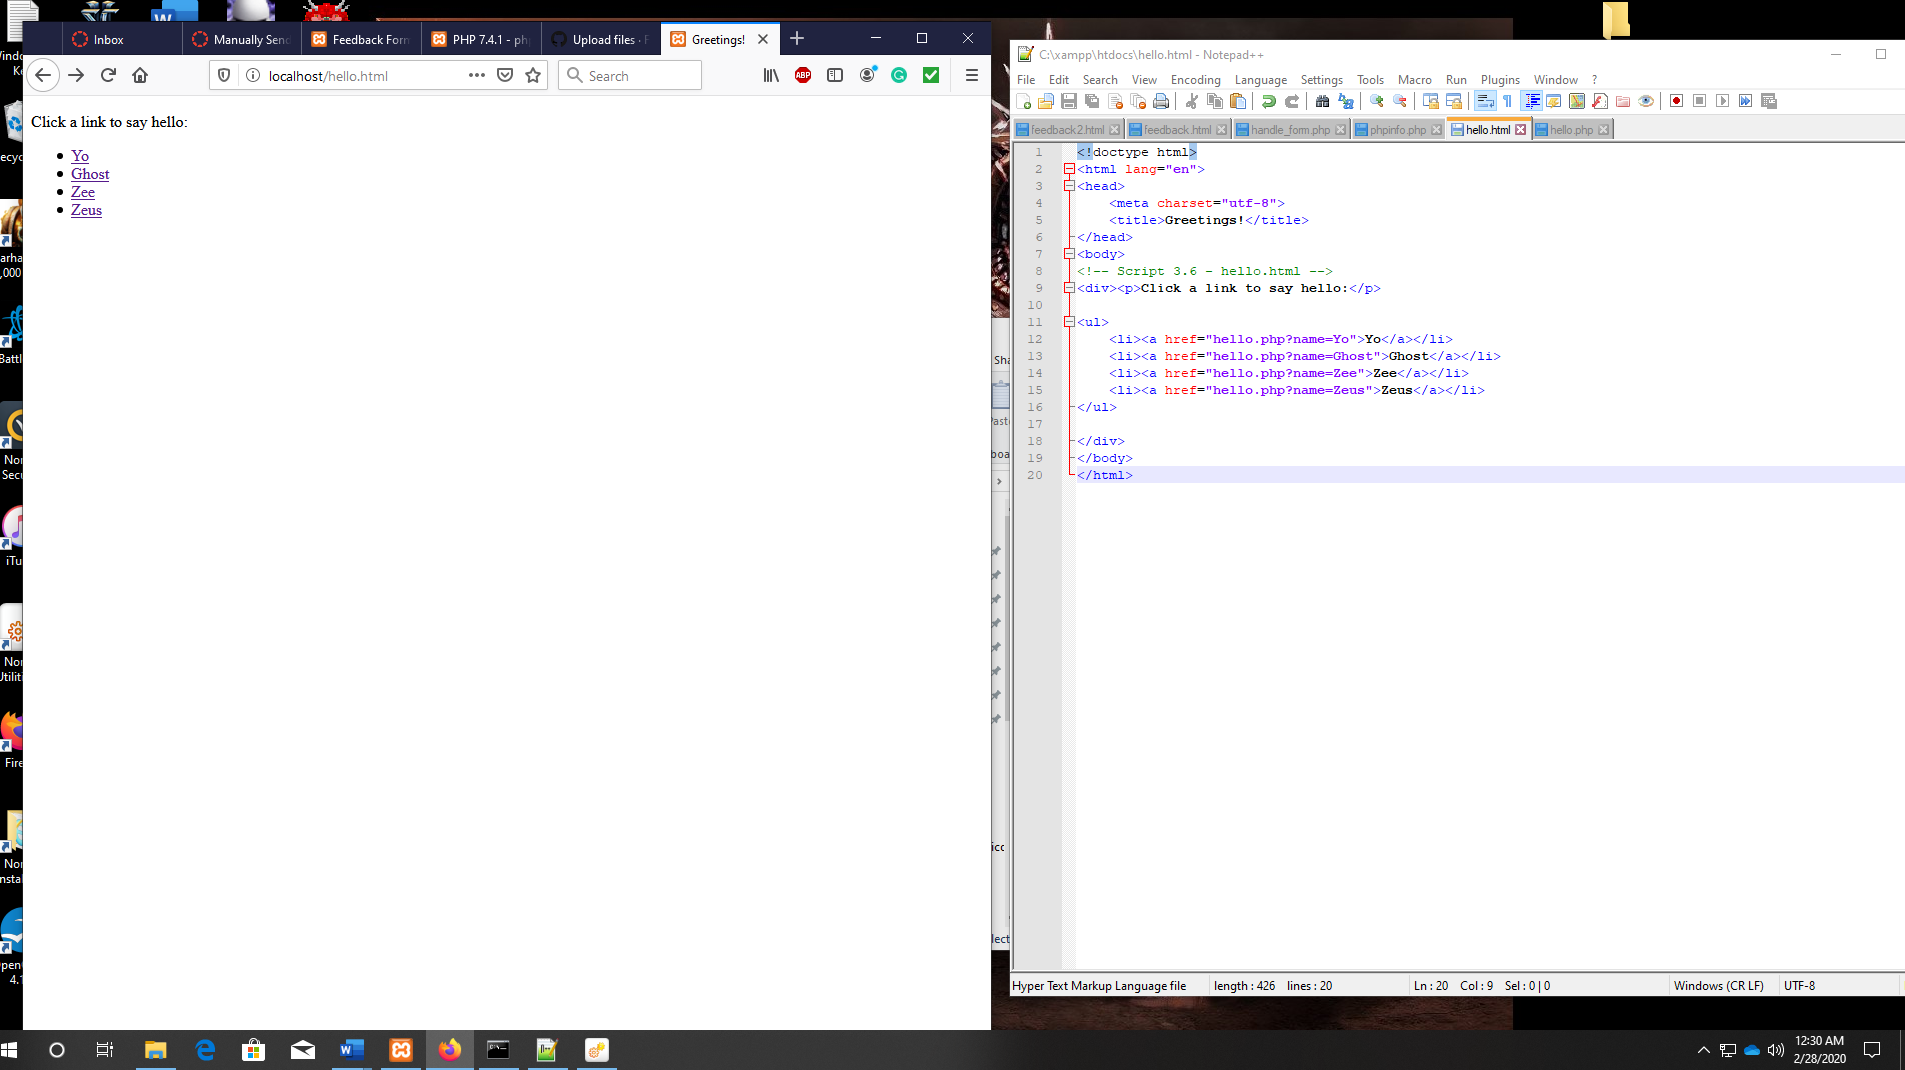 Inbox
Manually Send
Feedback Form
PHP 7.4.1 - ph
Upload files ·
Greetings!
localhost/hello.html
Search
Click a link to say hello:
Yo
Ghost
Zee
Zeus
C:\xampp\htdocs\hello.html - Notepad++
File Edit Search View Encoding Language Settings Tools Macro Run Plugins Window ?
feedback2.html feedback.html handle_form.php phpinfo.php hello.html hello.php
1 <!doctype html>
2 <html lang="en">
3 <head>
4 <meta charset="utf-8">
5 <title>Greetings!</title>
6 </head>
7 <body>
8 <!-- Script 3.6 - hello.html -->
9 <div><p>Click a link to say hello:</p>
10
11 <ul>
12 <li><a href="hello.php?name=Yo">Yo</a></li>
13 <li><a href="hello.php?name=Ghost">Ghost</a></li>
14 <li><a href="hello.php?name=Zee">Zee</a></li>
15 <li><a href="hello.php?name=Zeus">Zeus</a></li>
16 </ul>
17
18 </div>
19 </body>
20 </html>
Hyper Text Markup Language file length : 426 lines : 20 Ln : 20 Col : 9 Sel : 0 | 0 Windows (CR LF) UTF-8
12:30 AM
2/28/2020